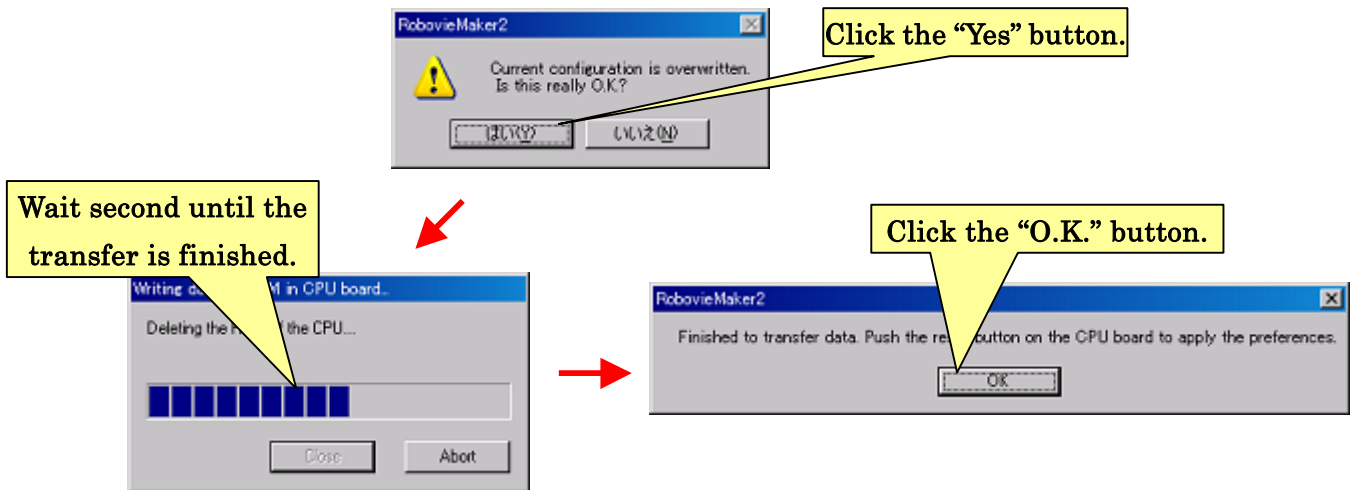 RobovieMaker2
Click the “Yes” button.
Current configuration is overwritten.
Is this really O.K.?
はい(Y)
いいえ(N)
Wait second until the
transfer is finished.
Click the “O.K.” button.
Writing M in CPU board...
Deleting the the CPU....
Close
Abort
RobovieMaker2
Finished to transfer data. Push the button on the CPU board to apply the preferences.
OK